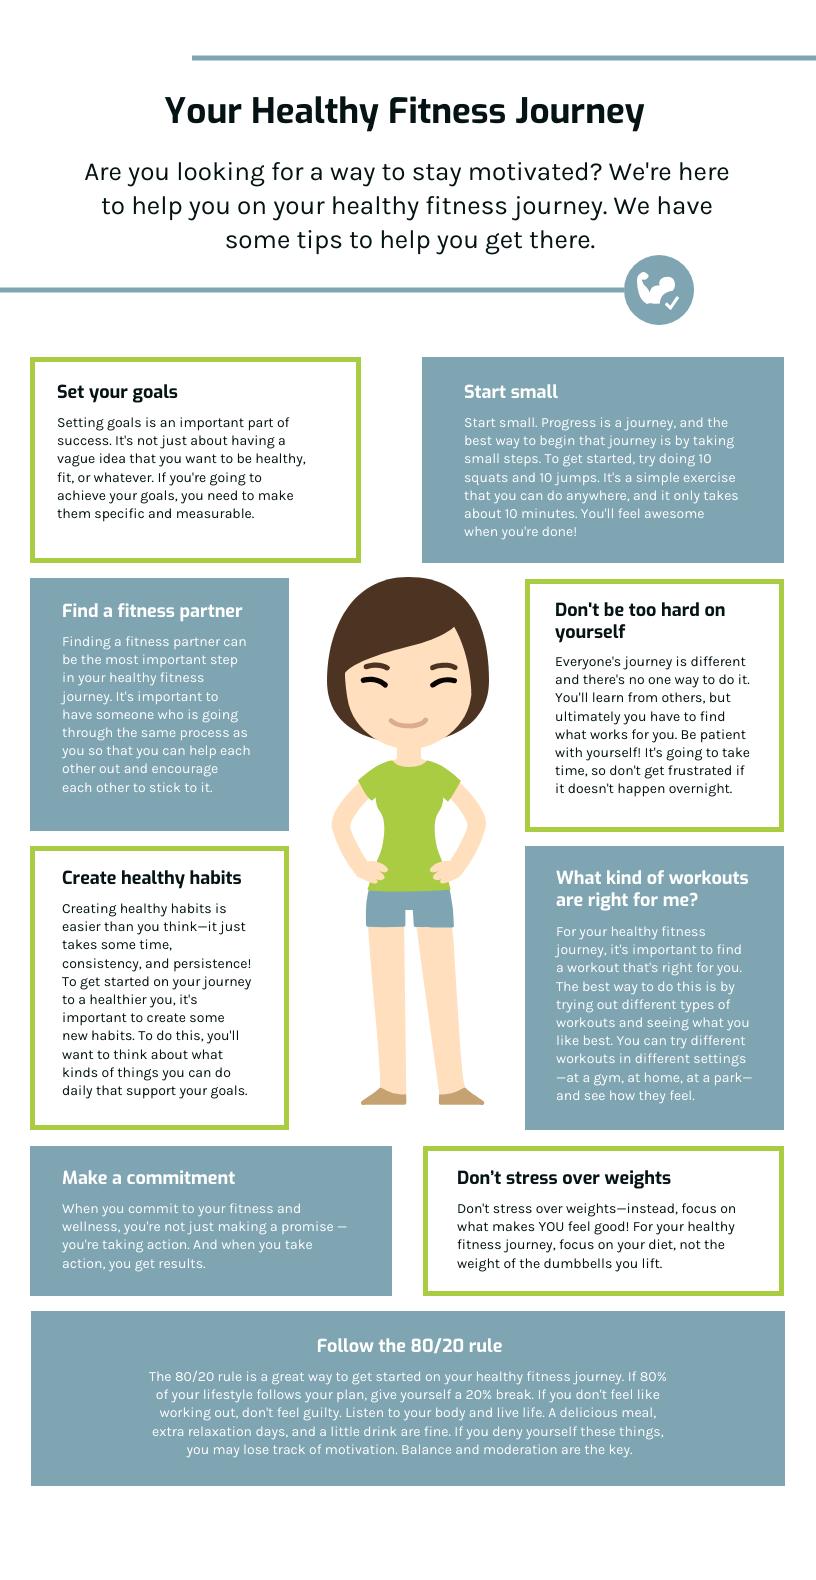 Your Healthy Fitness Journey
Are you looking for a way to stay motivated? We're here
to help you on your healthy fitness journey. We have
some tips to help you get there.
Set your goals
Setting goals is an important part of
success. It's not just about having a
vague idea that you want to be healthy,
fit, or whatever. If you're going to
achieve your goals, you need to make
them specific and measurable.
Start small
Start small. Progress is a journey, and the
best way to begin that journey is by taking
small steps. To get started, try doing 10
squats and 10 jumps. It's a simple exercise
that you can do anywhere, and it only takes
about 10 minutes. You'll feel awesome
when you're done!
Find a fitness partner
Finding a fitness partner can
be the most important step
in your healthy fitness
journey. It's important to
have someone who is going
through the same process as
you so that you can help each
other out and encourage
each other to stick to it.
Don't be too hard on
yourself
Everyone's journey is different
and there's no one way to do it.
You'll learn from others, but
ultimately you have to find
what works for you. Be patient
with yourself! It's going to take
time, so don't get frustrated if
it doesn't happen overnight.
Create healthy habits
Creating healthy habits is
easier than you think—it just
takes some time,
consistency, and persistence!
To get started on your journey
to a healthier you, it's
important to create some
new habits. To do this, you'll
want to think about what
kinds of things you can do
daily that support your goals.
What kind of workouts
are right for me?
For your healthy fitness
journey, it's important to find
a workout that's right for you.
The best way to do this is by
trying out different types of
workouts and seeing what you
like best. You can try different
workouts in different settings
—at a gym, at home, at a park—
and see how they feel.
Make a commitment
When you commit to your fitness and
wellness, you're not just making a promise —
you're taking action. And when you take
action, you get results.
Don’t stress over weights
Don't stress over weights—instead, focus on
what makes YOU feel good! For your healthy
fitness journey, focus on your diet, not the
weight of the dumbbells you lift.
Follow the 80/20 rule
The 80/20 rule is a great way to get started on your healthy fitness journey. If 80%
of your lifestyle follows your plan, give yourself a 20% break. If you don't feel like
working out, don't feel guilty. Listen to your body and live life. A delicious meal,
extra relaxation days, and a little drink are fine. If you deny yourself these things,
you may lose track of motivation. Balance and moderation are the key.